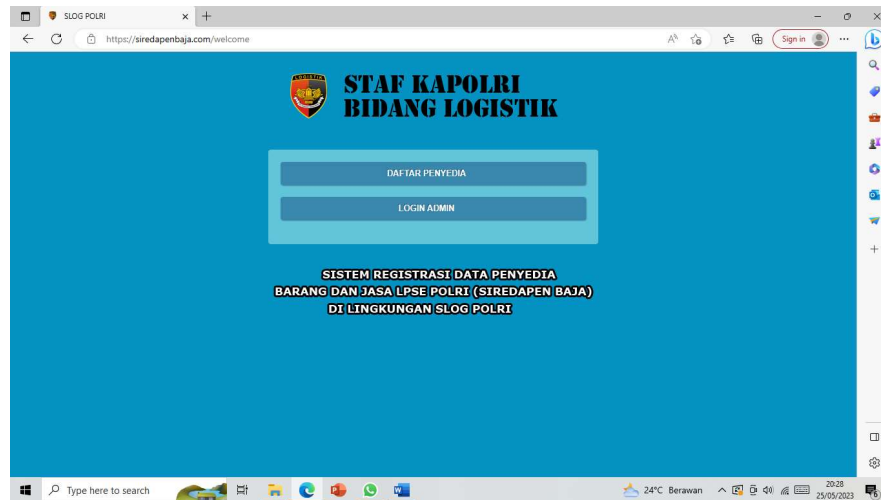 SLOG POLRI
https://siredapenbaja.com/welcome
Sign in
LOGISTIK
STAF KAPOLRI
BIDANG LOGISTIK
DAFTAR PENYEDIA
LOGIN ADMIN
SISTEM REGISTRASI DATA PENYEDIA
BARANG DAN JASA LPSE POLRI (SIREDAPEN BAJA)
DI LINGKUNGAN SLOG POLRI
Type here to search
24°C Berawan
20:28
25/05/2023